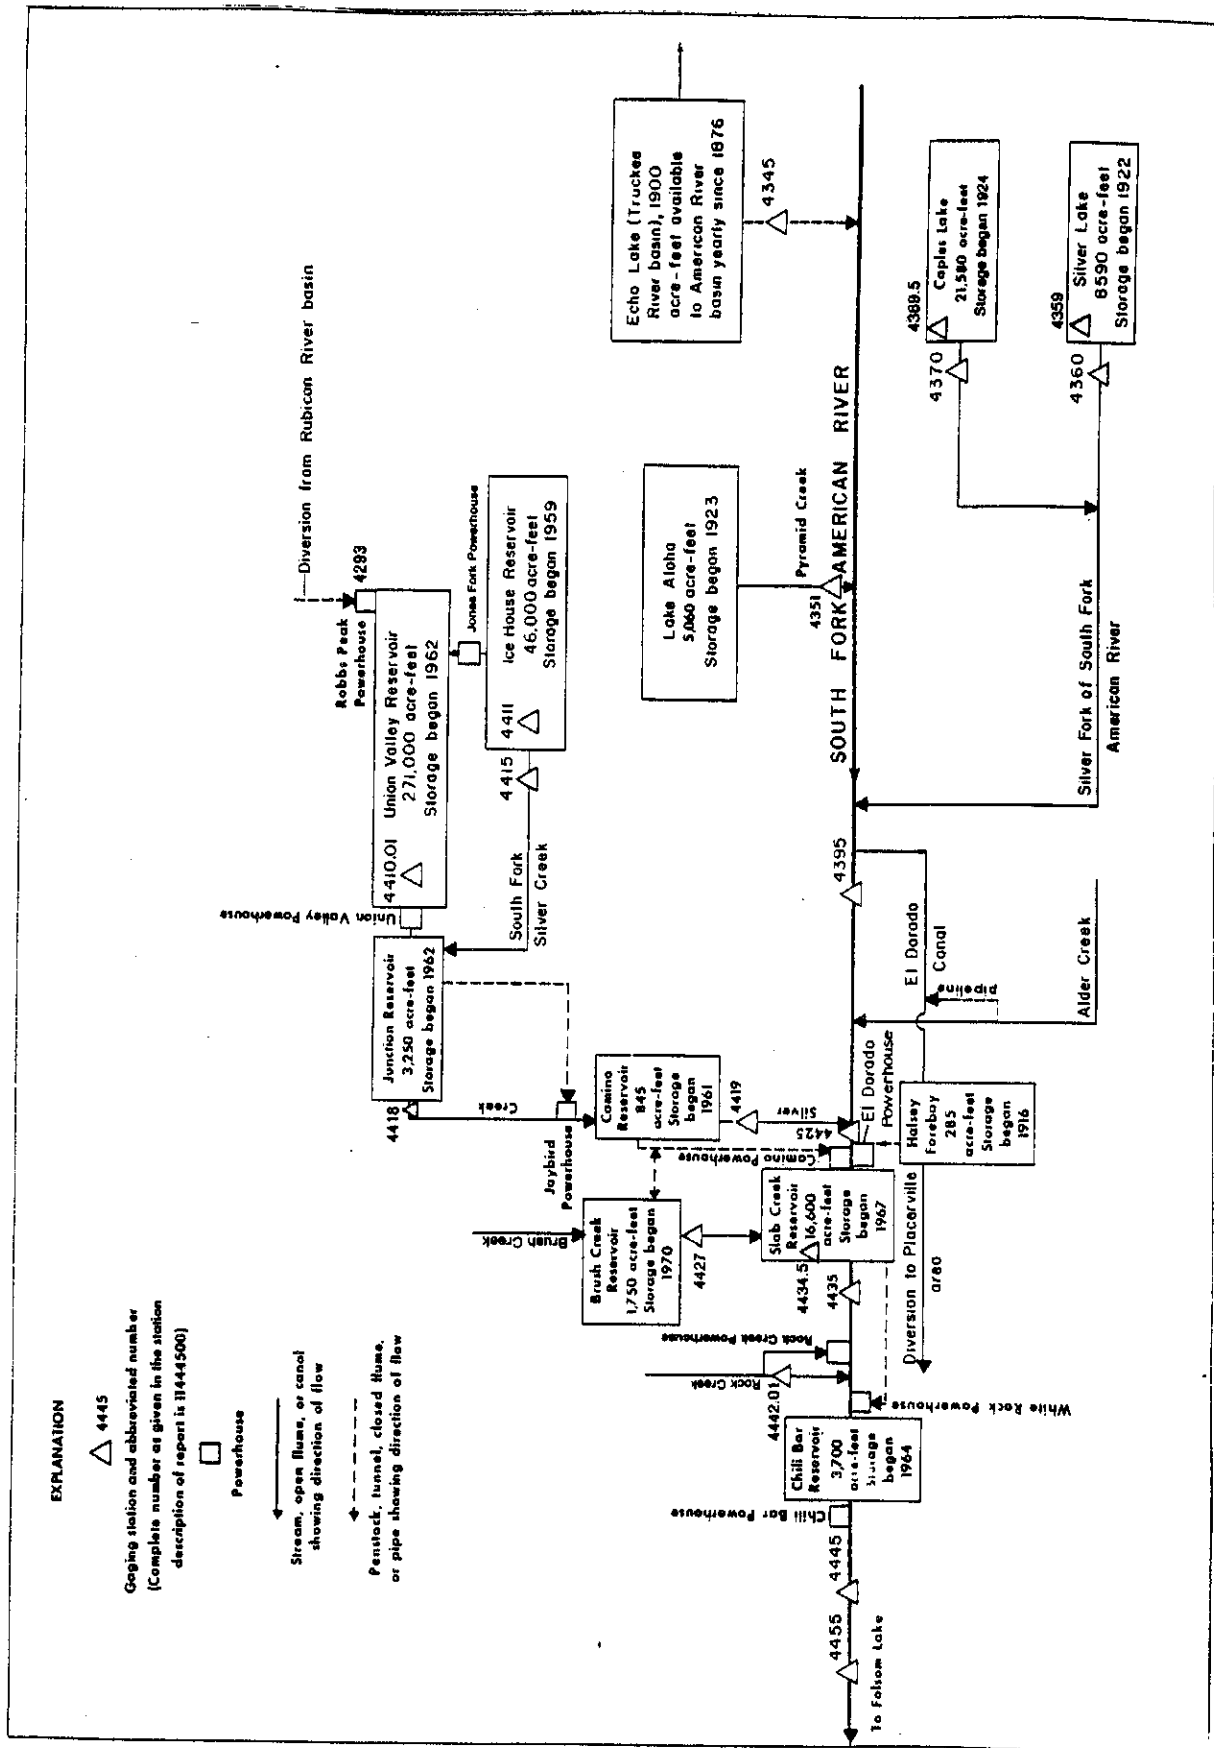 EXPLANATION
4445
Gaging station and abbreviated number
(Complete number as given in the station
description of report is 11444500)
Powerhouse
Stream, open flume, or canal
showing direction of flow
Penstock, tunnel, closed flume,
or pipe showing direction of flow
Diversion from Rubicon River basin
Robbs Peak
Powerhouse
4293
4410.01
Union Valley Reservoir
271,000 acre-feet
Storage began 1962
Union Valley Powerhouse
Jones Fork Powerhouse
4411
Ice House Reservoir
46,000 acre-feet
Storage began 1959
4415
South Fork
Silver Creek
Junction Reservoir
3,250 acre-feet
Storage began 1962
4418
Creek
Jaybird
Powerhouse
Camino
Reservoir
845
acre-feet
Storage
began
1961
4419
Silver
4425
Camino Powerhouse
Brush Creek
Brush Creek
Reservoir
1,750 acre-feet
Storage began
1970
4427
Echo Lake (Truckee
River basin), 1900
acre-feet available
to American River
basin yearly since 1876
4345
Lake Aloha
5,060 acre-feet
Storage began 1923
Pyramid Creek
4351
SOUTH FORK AMERICAN RIVER
4369.5
Caples Lake
21,580 acre-feet
Storage began 1924
4370
4359
Silver Lake
8590 acre-feet
Storage began 1922
4360
Silver Fork of South Fork
American River
4395
El Dorado
Canal
pipeline
Alder Creek
El Dorado
Powerhouse
Halsey
Forebay
285
acre-feet
Storage
began
1916
Diversion to Placerville
area
Slab Creek
Reservoir
16,600
acre-feet
Storage
began
1967
4434.5
4435
Rock Creek Powerhouse
Rock Creek
4442.01
White Rock Powerhouse
Chili Bar
Reservoir
3,700
acre-feet
Storage
began
1964
Chili Bar Powerhouse
4445
4455
To Folsom Lake